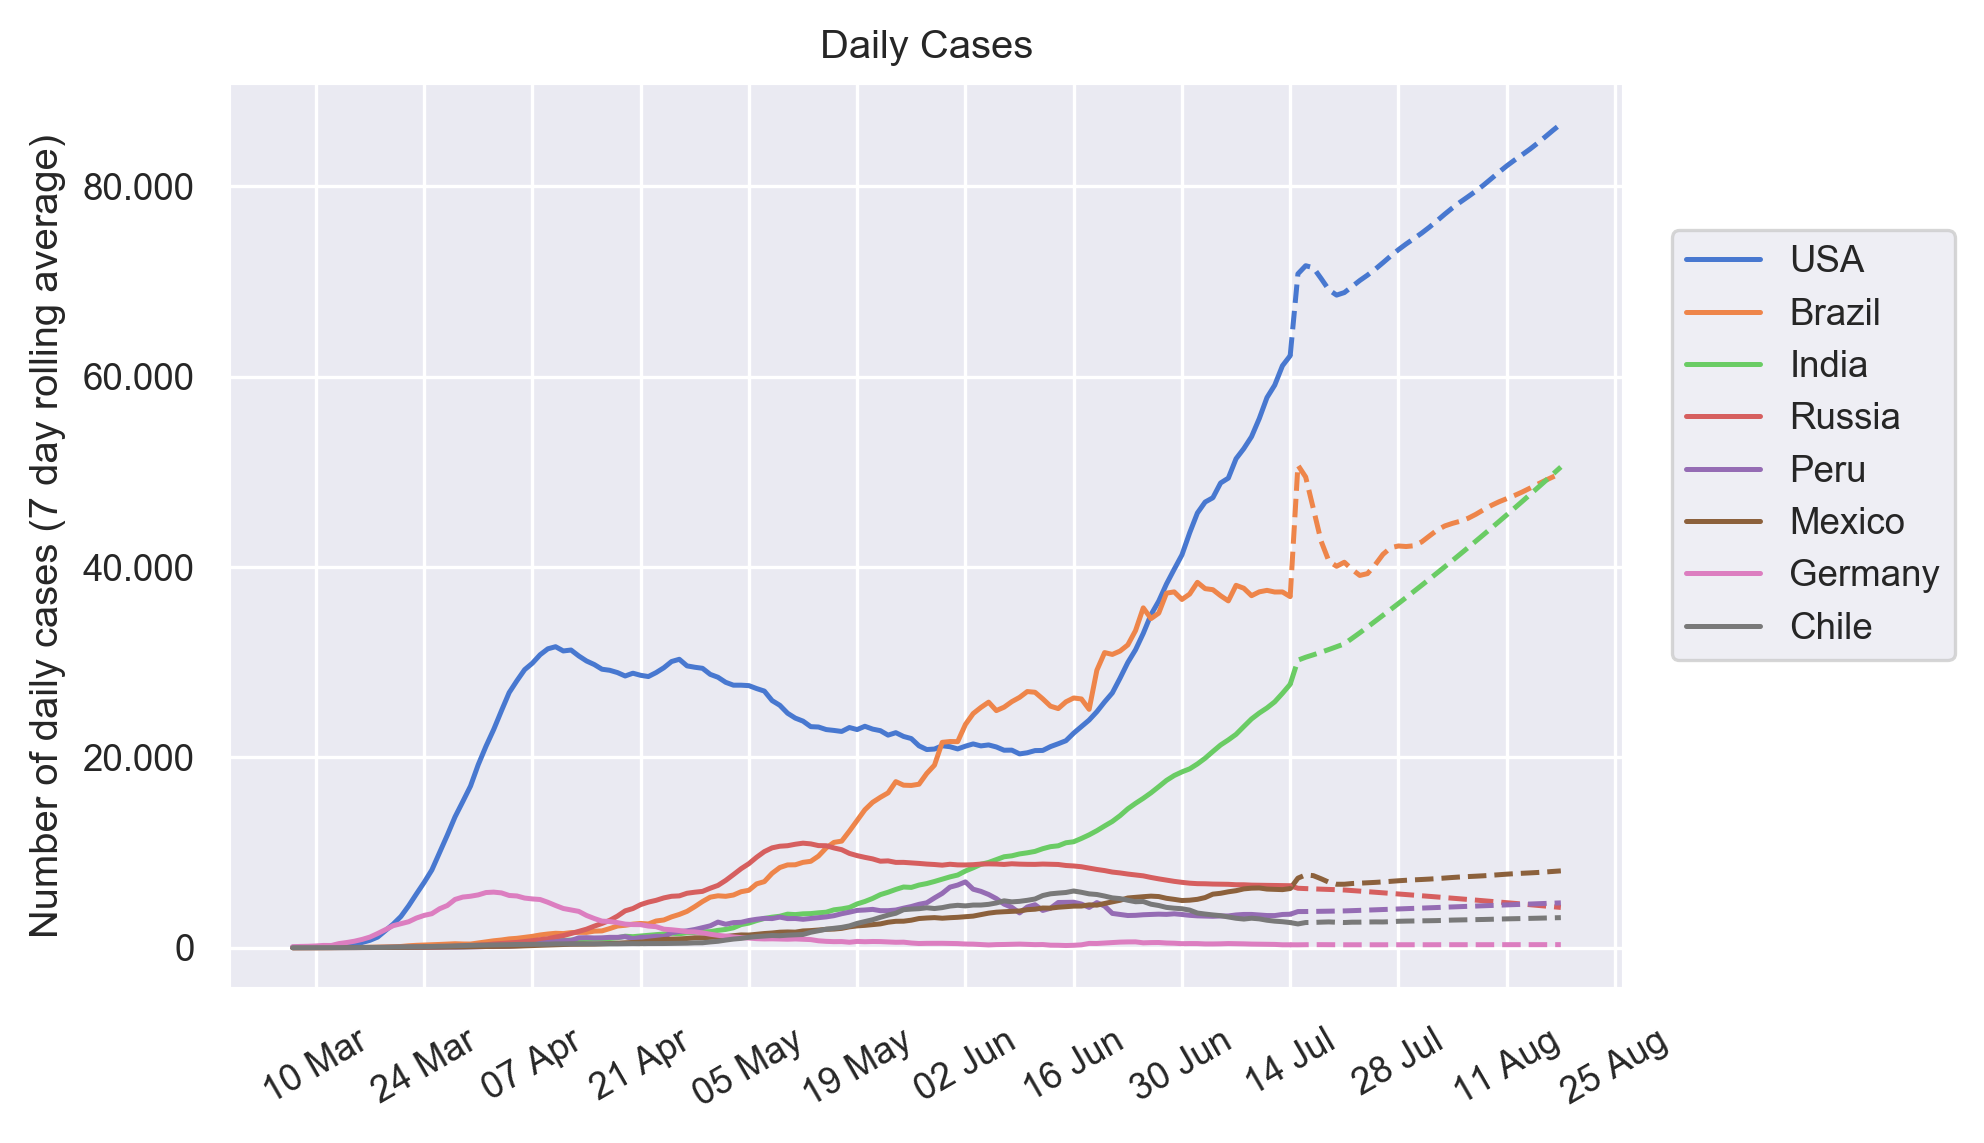 Daily Cases
Number of daily cases (7 day rolling average)
80.000
60.000
40.000
20.000
0
10 Mar
24 Mar
07 Apr
21 Apr
05 May
19 May
02 Jun
16 Jun
30 Jun
14 Jul
28 Jul
11 Aug
25 Aug
USA
Brazil
India
Russia
Peru
Mexico
Germany
Chile